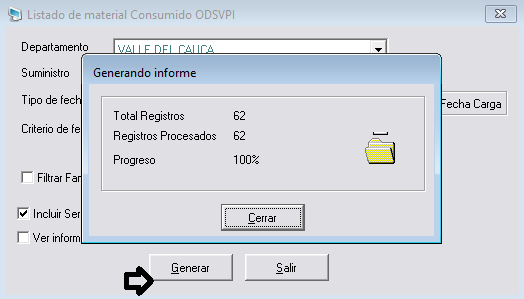 Listado de material Consumido ODSVPI
Departamento VALLE DEL CAUCA
Suministro
Generando informe
Tipo de fech
Fecha Carga
Total Registros 62
Criterio de fe
Registros Procesados 62
Progreso 100%
Filtrar Far
Incluir Ser
Cerrar
Ver inform
Generar Salir